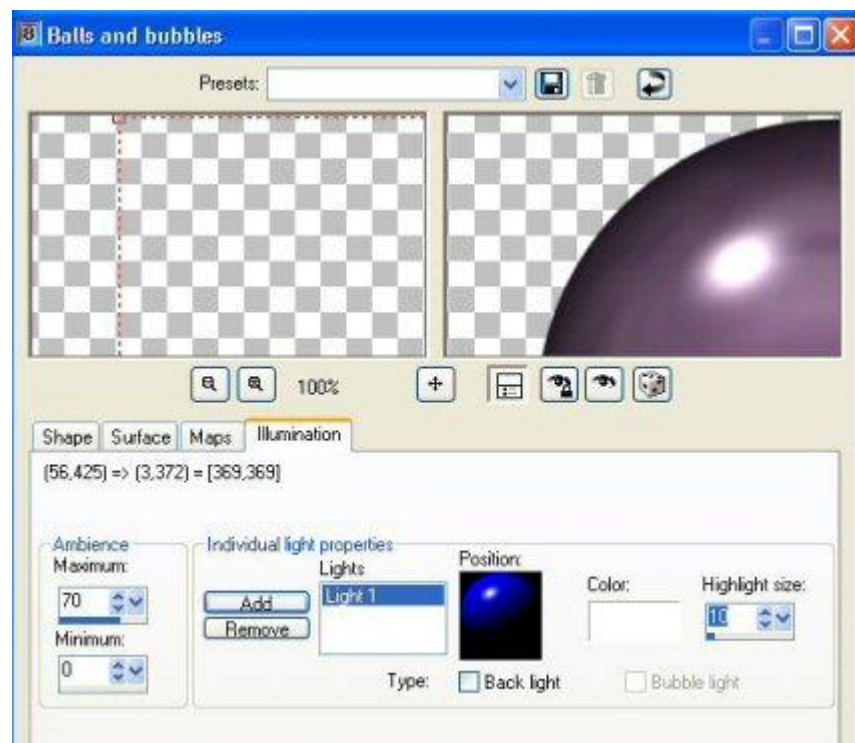 Balls and bubbles
Presets:
100%
Shape Surface Maps Illumination
(56,425) => (3,372) = [369,369]
Ambience
Maximum:
70
Minimum:
0
Individual light properties
Lights
Light 1
Add
Remove
Position:
Color:
Highlight size:
10
Type:
Back light
Bubble light